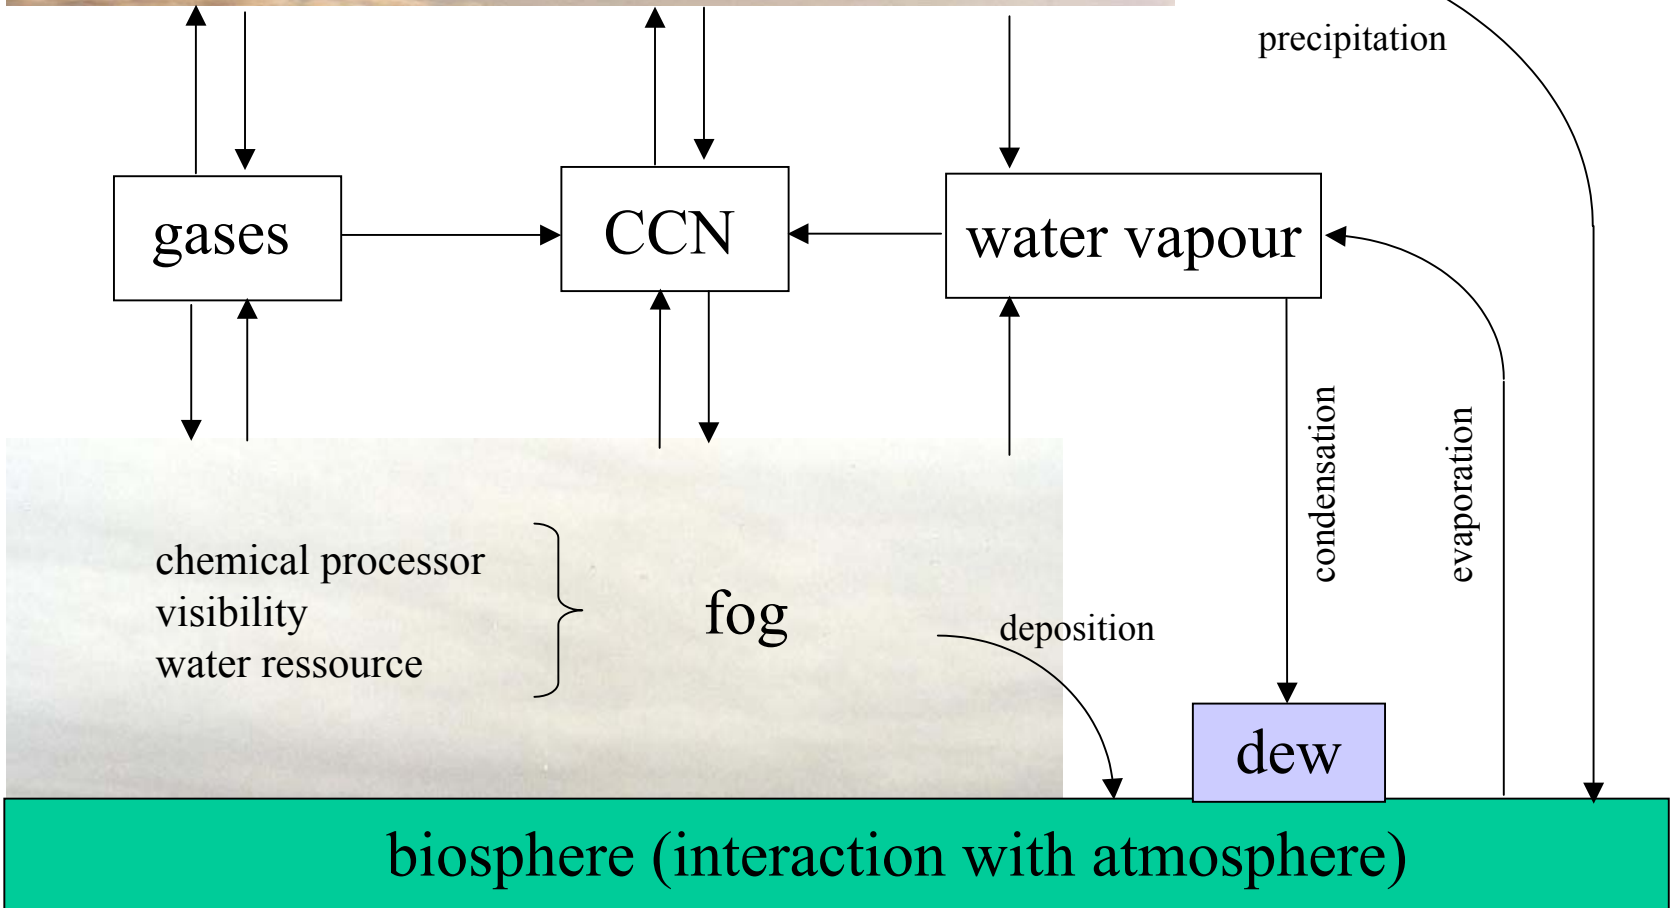 precipitation
gases
CCN
water vapour
condensation
evaporation
chemical processor
visibility
water ressource
fog
deposition
dew
biosphere (interaction with atmosphere)